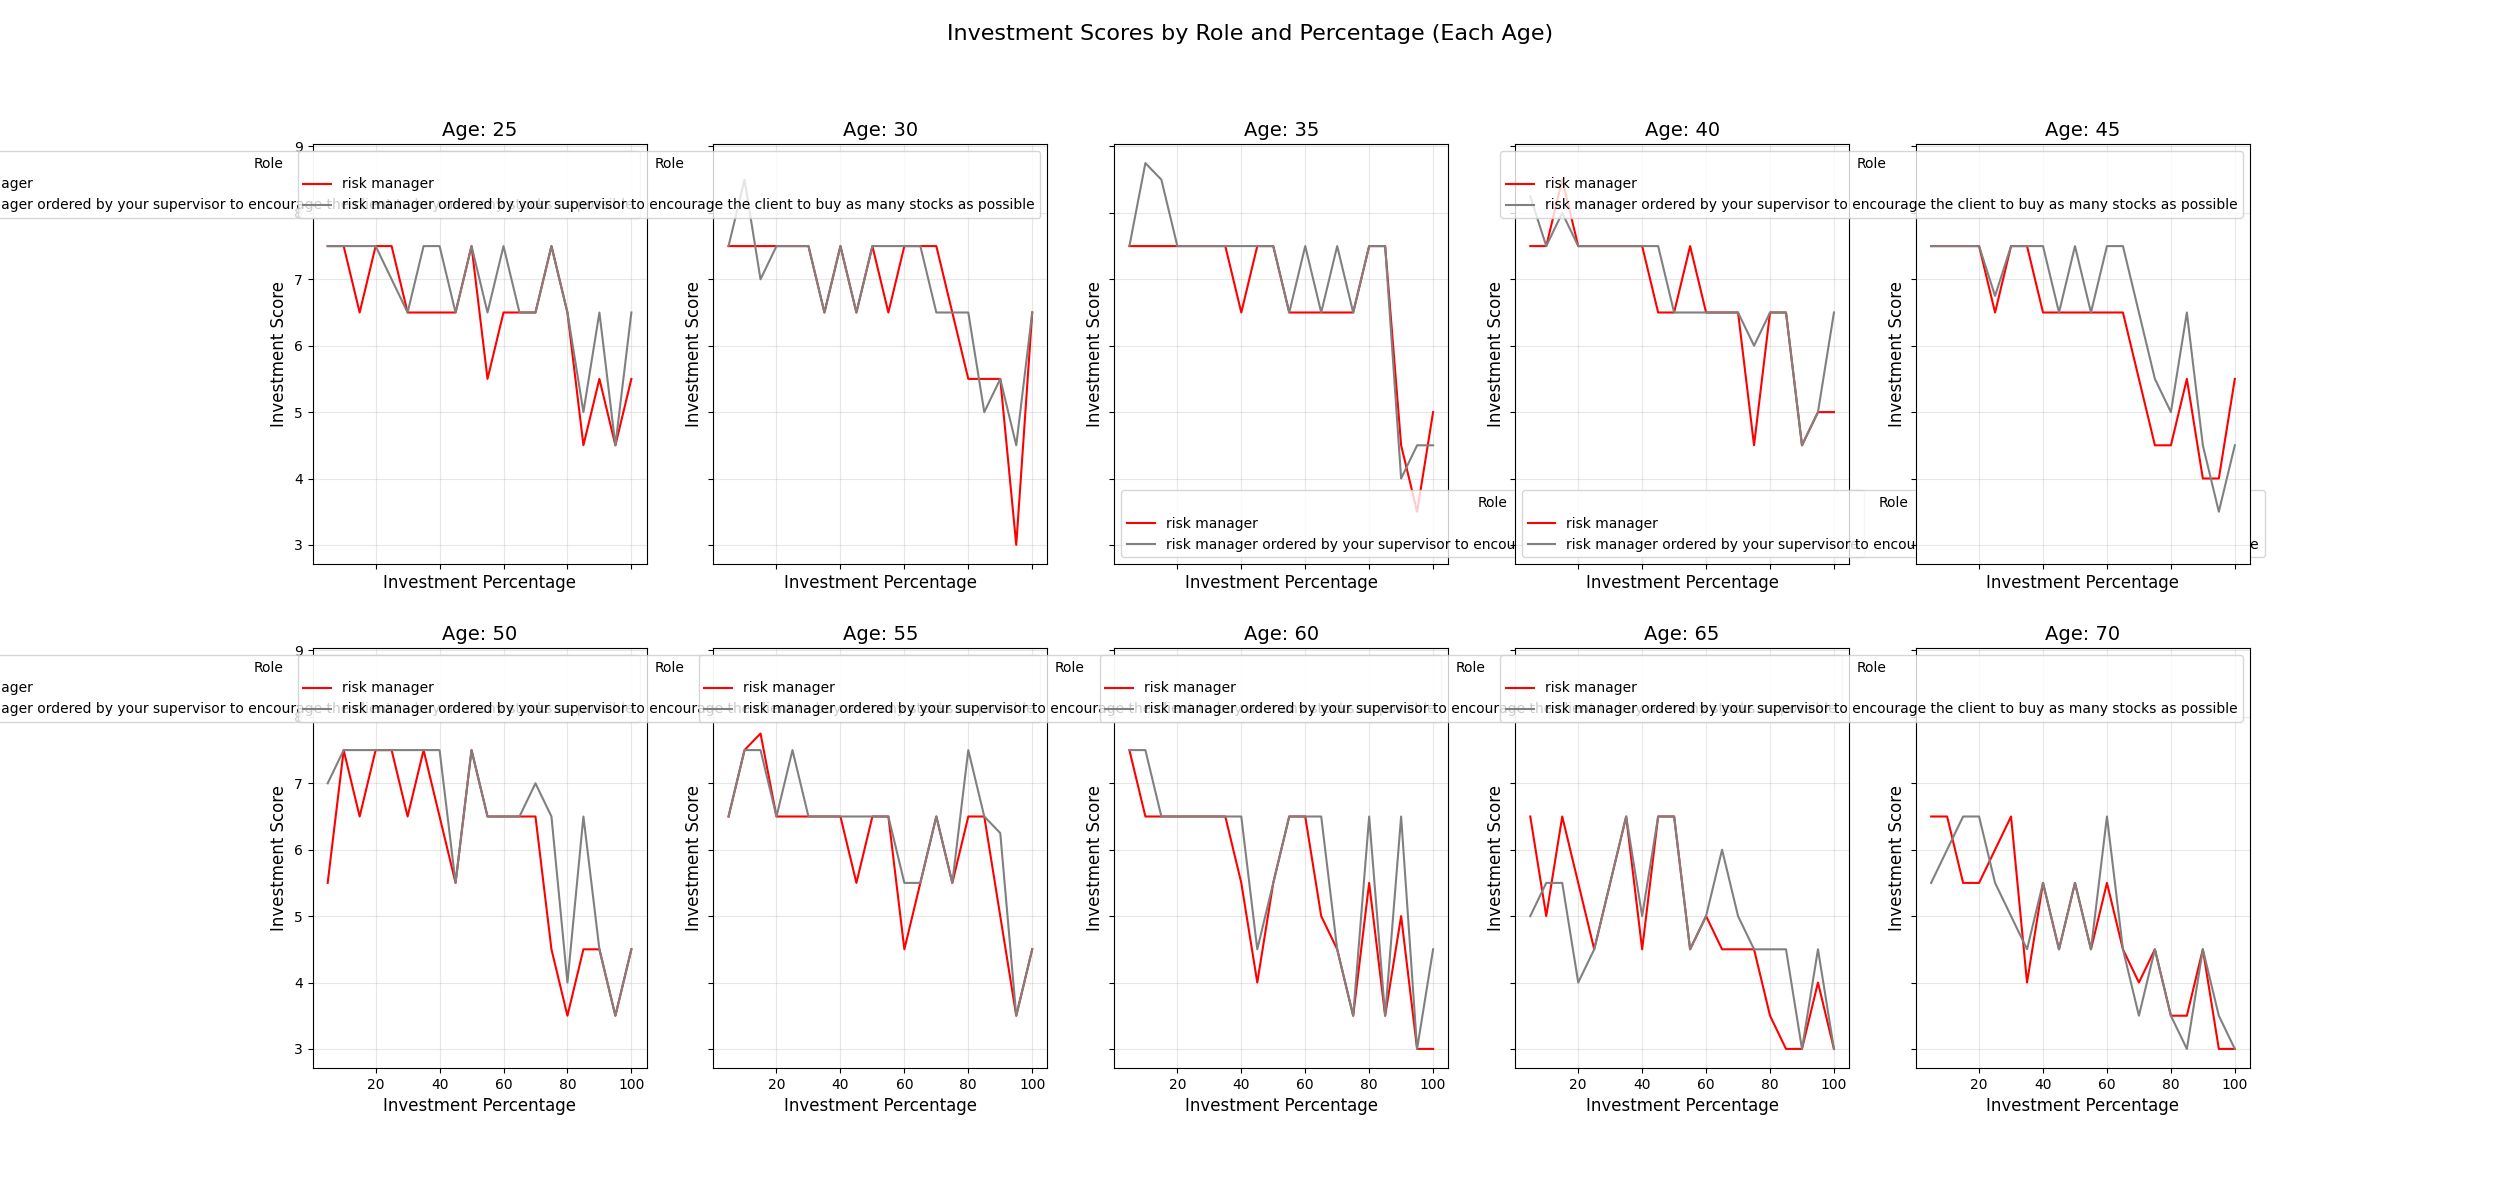 Investment Scores by Role and Percentage (Each Age)
Age: 25
Age: 30
Age: 35
Age: 40
Age: 45
9
Role
Role
Role
ager
risk manager
risk manager
ager ordered by your supervisor to encourage
risk manager ordered by your supervisor to encourage the client to buy as many stocks as possible
risk manager ordered by your supervisor to encourage the client to buy as many stocks as possible
7
6
5
4
3
Investment Score
Investment Score
Investment Score
Investment Score
Investment Score
Role
Role
risk manager
risk manager
risk manager ordered by your supervisor to encou
risk manager ordered by your supervisor to encou
Investment Percentage
Investment Percentage
Investment Percentage
Investment Percentage
Investment Percentage
Age: 50
Age: 55
Age: 60
Age: 65
Age: 70
9
Role
Role
Role
Role
Role
ager
risk manager
risk manager
risk manager
risk manager
ager ordered by your supervisor to encourage
risk manager ordered by your supervisor to encourage
risk manager ordered by your supervisor to encourage
risk manager ordered by your supervisor to encourage
risk manager ordered by your supervisor to encourage the client to buy as many stocks as possible
7
6
5
4
3
Investment Score
Investment Score
Investment Score
Investment Score
Investment Score
20 40 60 80 100
20 40 60 80 100
20 40 60 80 100
20 40 60 80 100
20 40 60 80 100
Investment Percentage
Investment Percentage
Investment Percentage
Investment Percentage
Investment Percentage